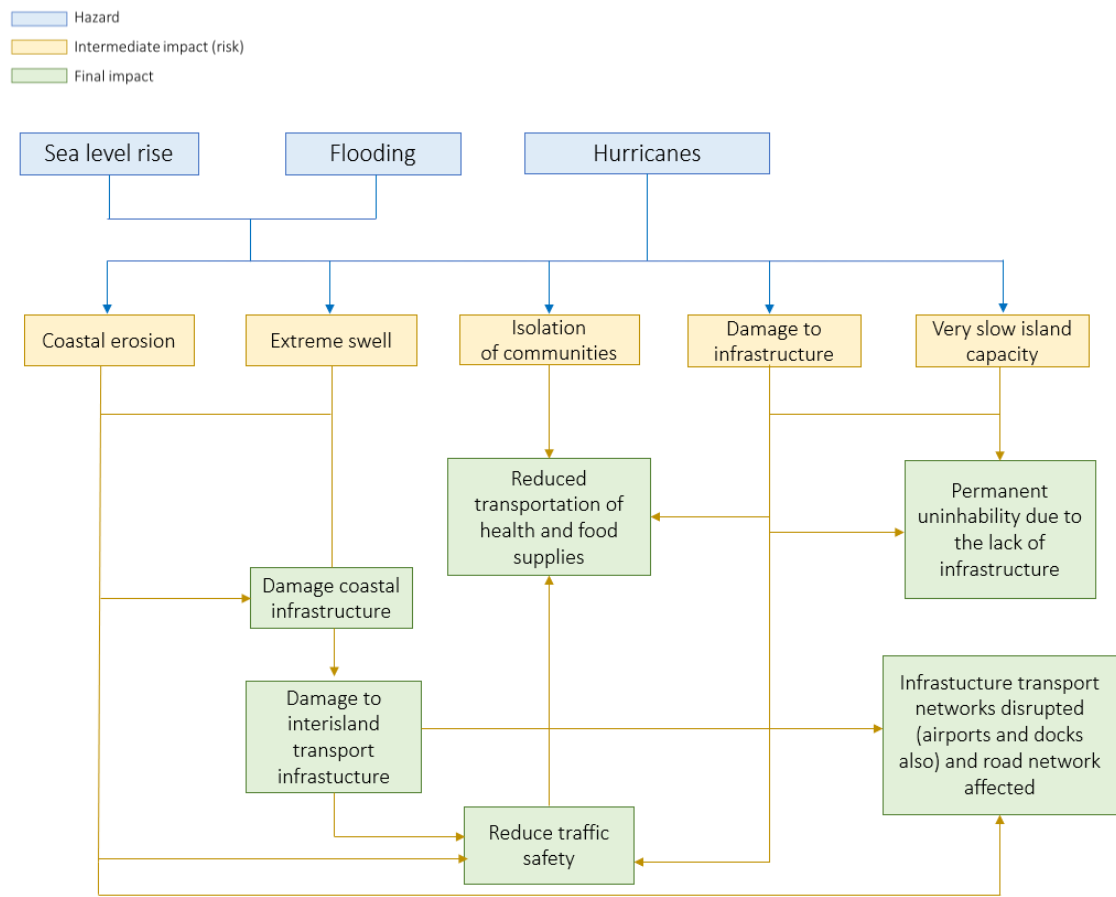 Hazard
Intermediate impact (risk)
Final impact
Sea level rise
Flooding
Hurricanes
Coastal erosion
Extreme swell
Isolation
of communities
Damage to
infrastructure
Very slow island
capacity
Reduced
transportation of
health and food
supplies
Permanent
uninhability due to
the lack of
infrastructure
Damage coastal
infrastructure
Damage to
interisland
transport
infrastucture
Infrastucture transport
networks disrupted
(airports and docks
also) and road network
affected
Reduce traffic
safety